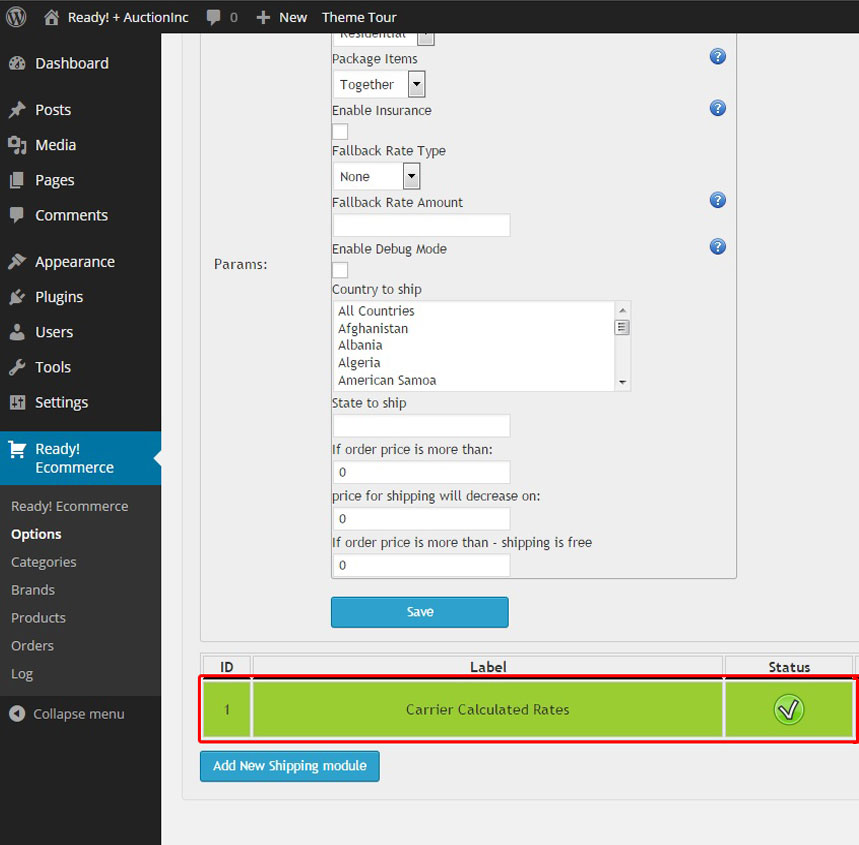 Ready! + AuctionInc 0 New Theme Tour
Dashboard
Posts
Media
Pages
Comments
Appearance
Plugins
Users
Tools
Settings
Ready!
Ecommerce
Ready! Ecommerce
Options
Categories
Brands
Products
Orders
Log
Collapse menu
Params:
Residential
Package Items
Together
Enable Insurance
Fallback Rate Type
None
Fallback Rate Amount
Enable Debug Mode
Country to ship
All Countries
Afghanistan
Albania
Algeria
American Samoa
State to ship
If order price is more than:
0
price for shipping will decrease on:
0
If order price is more than - shipping is free
0
Save
ID Label Status
1 Carrier Calculated Rates
Add New Shipping module